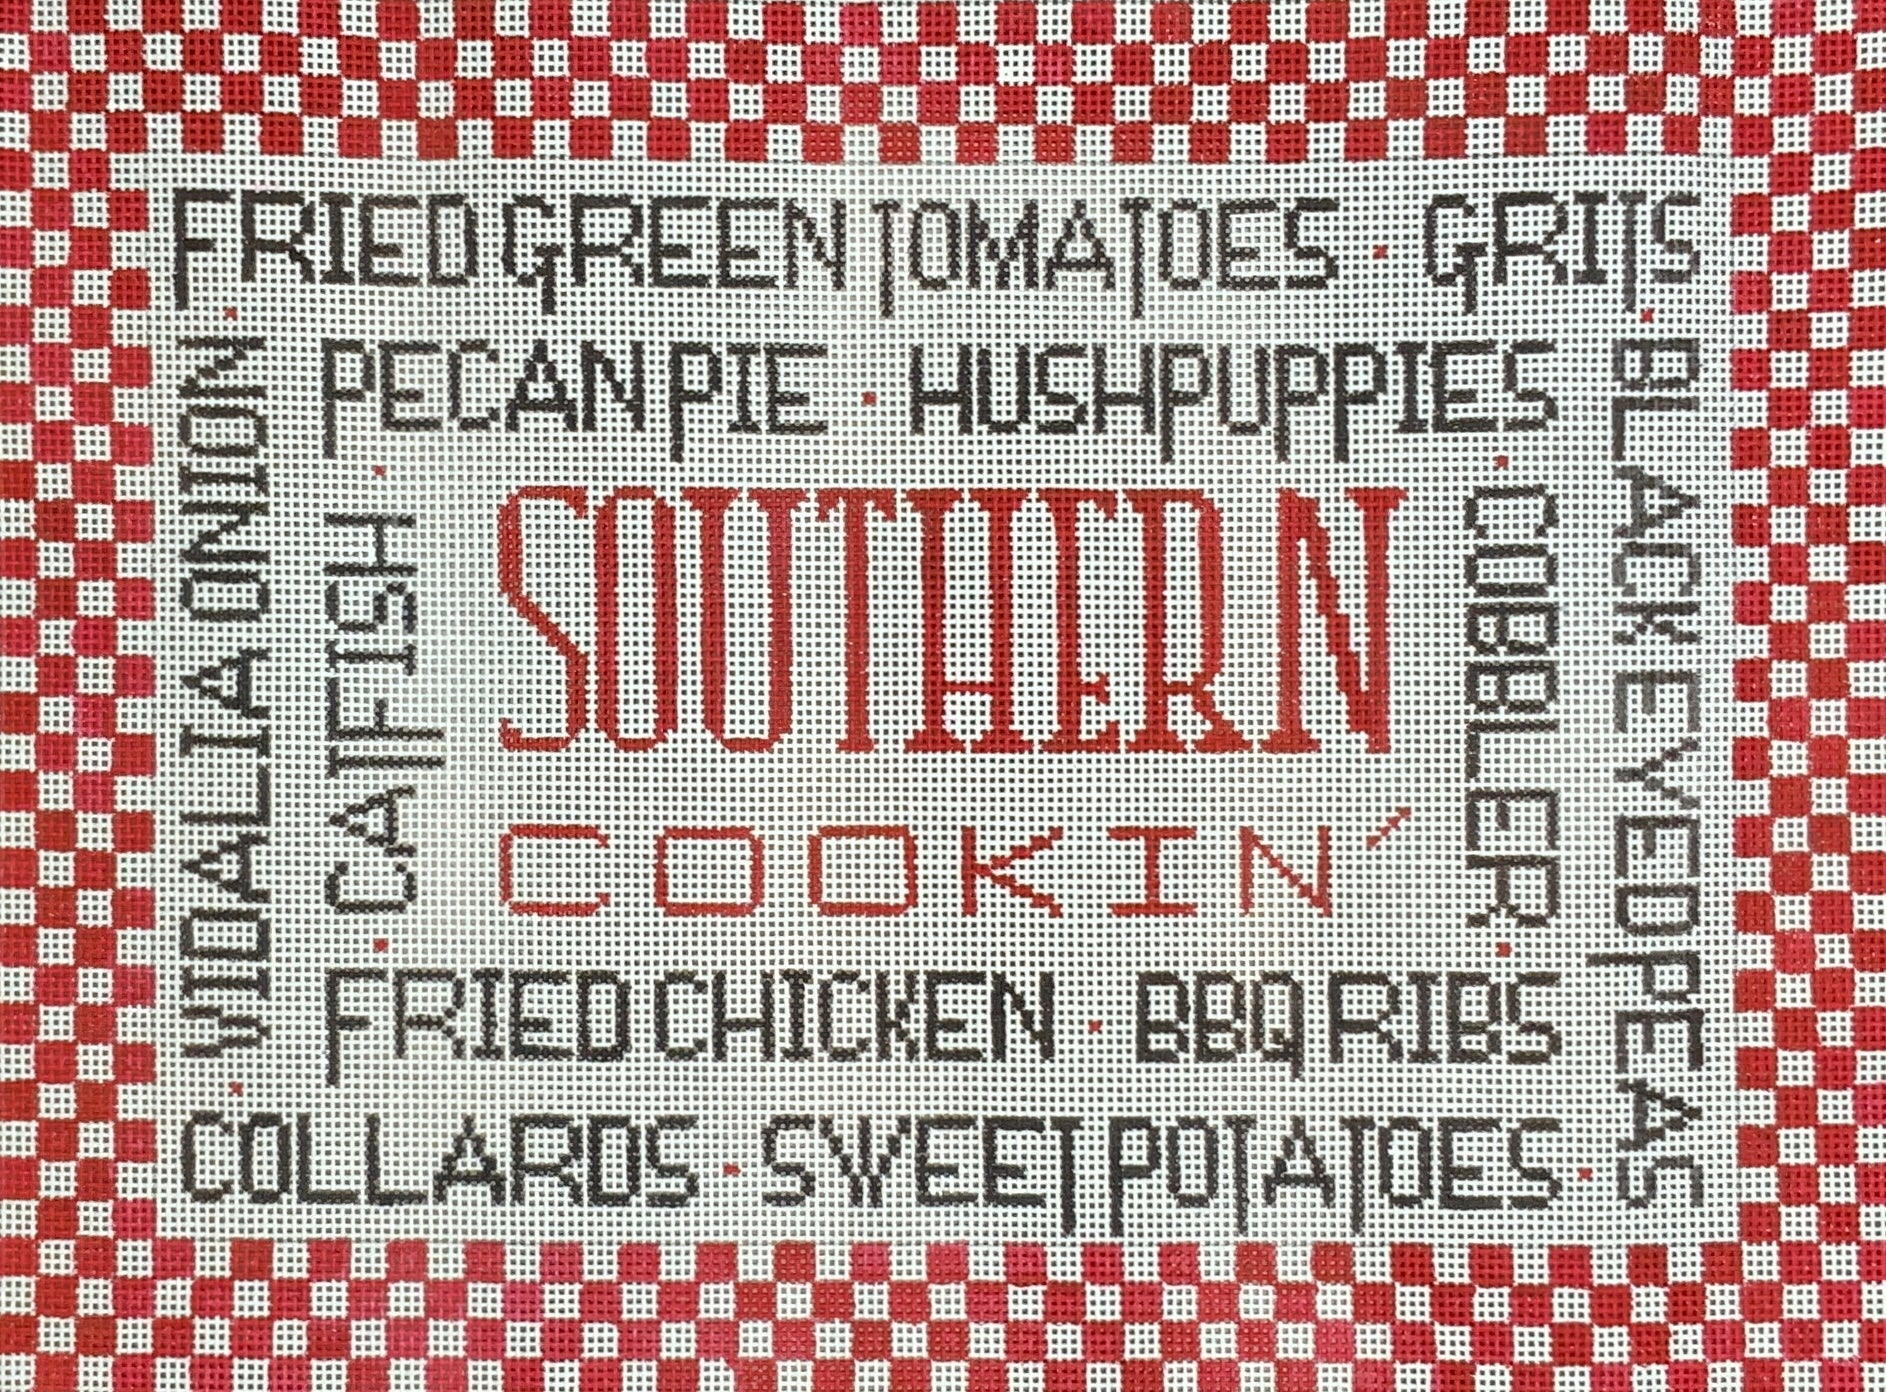 FRIED GREEN TOMATOES · GRITS
· BLACK EYED PEAS
VIDALIA ONION
PECAN PIE · HUSHPUPPIES
· COBBLER ·
· CATFISH ·
SOUTHERN
COOKIN'
FRIED CHICKEN · BBQ RIBS
COLLARDS · SWEET POTATOES ·